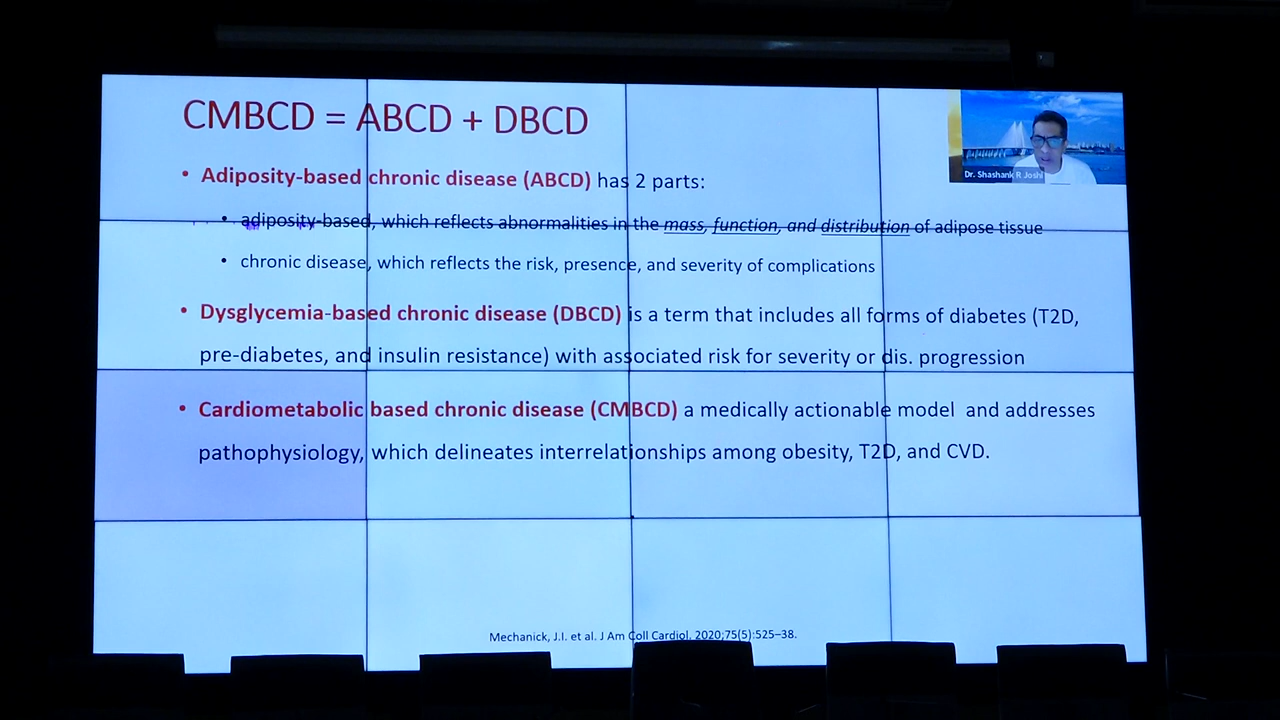 CMBCD = ABCD + DBCD
Dr. Shashank R Joshi
• Adiposity-based chronic disease (ABCD) has 2 parts:
• adiposity-based, which reflects abnormalities in the mass, function, and distribution of adipose tissue
• chronic disease, which reflects the risk, presence, and severity of complications
• Dysglycemia-based chronic disease (DBCD) is a term that includes all forms of diabetes (T2D,
pre-diabetes, and insulin resistance) with associated risk for severity or dis. progression
• Cardiometabolic based chronic disease (CMBCD) a medically actionable model and addresses
pathophysiology, which delineates interrelationships among obesity, T2D, and CVD.
Mechanick, J.I. et al. J Am Coll Cardiol. 2020;75(5):525–38.